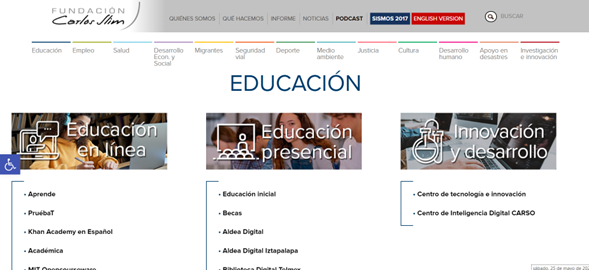 FUNDACIÓN
Carlos Slim
QUIÉNES SOMOS QUÉ HACEMOS INFORME NOTICIAS PODCAST SISMOS 2017 ENGLISH VERSION BUSCAR
Educación Empleo Salud Desarrollo Econ. y Social Migrantes Seguridad vial Deporte Medio ambiente Justicia Cultura Desarrollo humano Apoyo en desastres Investigación e innovación
EDUCACIÓN
Educación en línea
Educación presencial
Innovación y desarrollo
• Aprende
• PruébaT
• Khan Academy en Español
• Académica
• MIT Opencourseware
• Educación inicial
• Becas
• Aldea Digital
• Aldea Digital Iztapalapa
• Biblioteca Digital Telmex
• Centro de tecnología e innovación
• Centro de Inteligencia Digital CARSO
sábado, 25 de mayo de 202